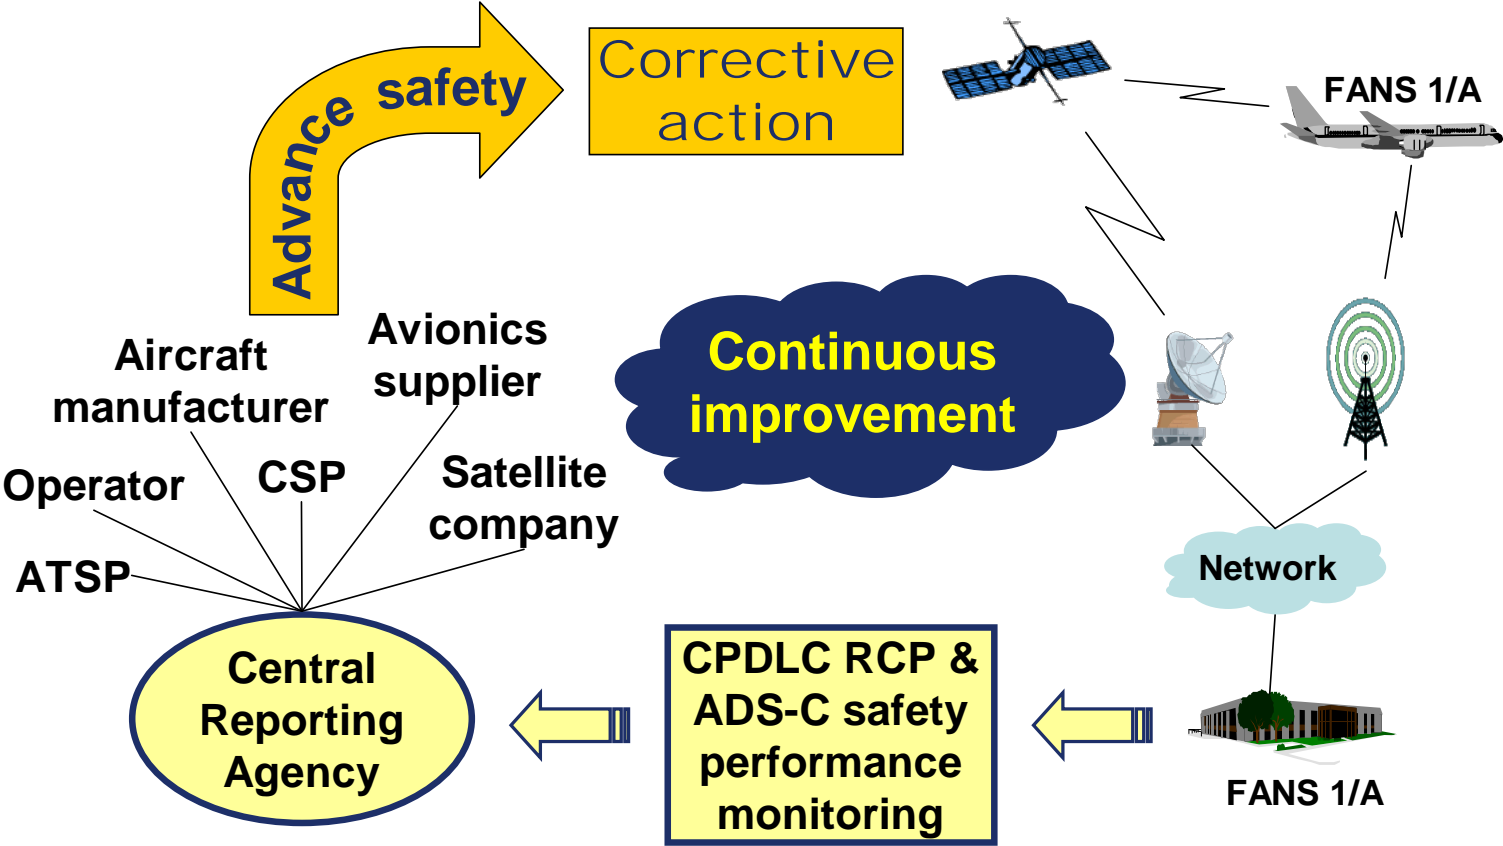 Advance safety
Corrective
action
FANS 1/A
Avionics
supplier
Aircraft
manufacturer
Continuous
improvement
Operator
CSP
Satellite
company
ATSP
Network
Central
Reporting
Agency
CPDLC RCP &
ADS-C safety
performance
monitoring
FANS 1/A